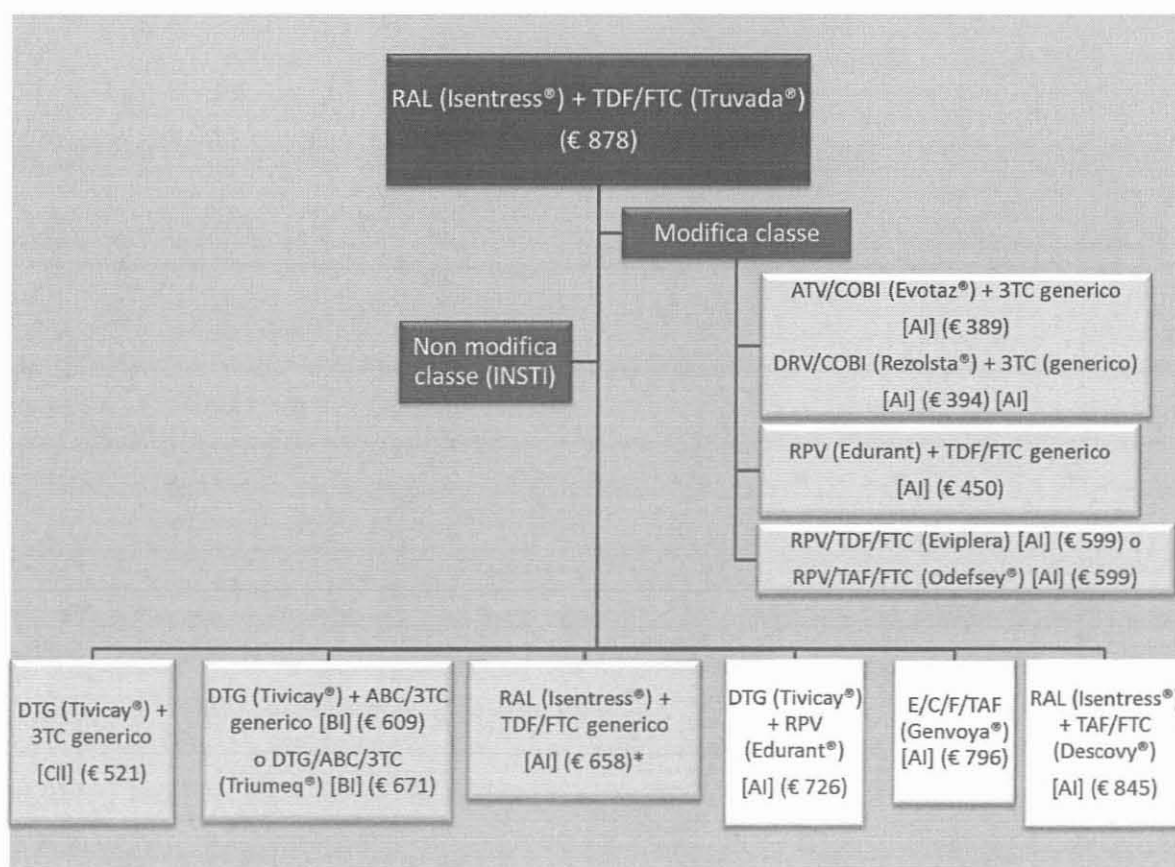 RAL (Isentress®) + TDF/FTC (Truvada®)
(€ 878)
Modifica classe
ATV/COBI (Evotaz®) + 3TC generico
[AI] (€ 389)
DRV/COBI (Rezolsta®) + 3TC (generico)
[AI] (€ 394) [AI]
Non modifica
classe (INSTI)
RPV (Edurant) + TDF/FTC generico
[AI] (€ 450)
RPV/TDF/FTC (Eviplera) [AI] (€ 599) o
RPV/TAF/FTC (Odefsey®) [AI] (€ 599)
DTG (Tivicay®) +
3TC generico
[CII] (€ 521)
DTG (Tivicay®) + ABC/3TC
generico [BI] (€ 609)
o DTG/ABC/3TC
(Triumeq®) [BI] (€ 671)
RAL (Isentress®) +
TDF/FTC generico
[AI] (€ 658)*
DTG (Tivicay®)
+ RPV
(Edurant®)
[AI] (€ 726)
E/C/F/TAF
(Genvoya®)
[AI] (€ 796)
RAL (Isentress®
+ TAF/FTC
(Descovy®)
[AI] (€ 845)